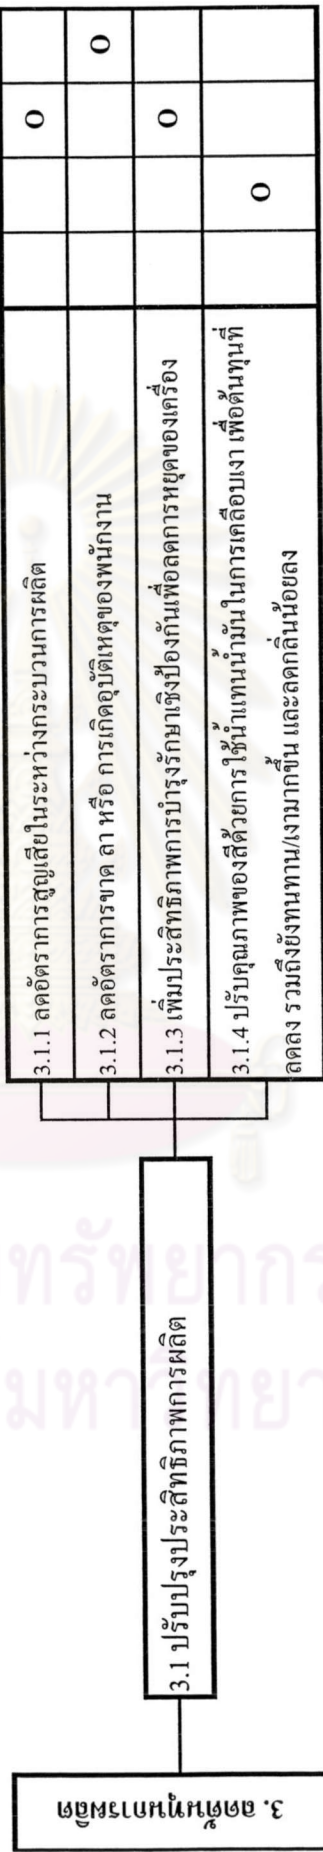 3. ลดต้นทุนการผลิต
3.1 ปรับปรุงประสิทธิภาพการผลิต
3.1.1 ลดอัตราการสูญเสียในระหว่างกระบวนการผลิต
O
3.1.2 ลดอัตราการขาด ลา หรือ การเกิดอุบัติเหตุของพนักงาน
O
3.1.3 เพิ่มประสิทธิภาพการบำรุงรักษาเชิงป้องกันเพื่อลดการหยุดของเครื่อง
O
3.1.4 ปรับคุณภาพของสีด้วยการใช้น้ำแทนน้ำมันในการเคลือบเงา เพื่อต้นทุนที่
ลดลง รวมถึงยังทนทาน/เงามากขึ้น และลดกลิ่นน้อยลง
O